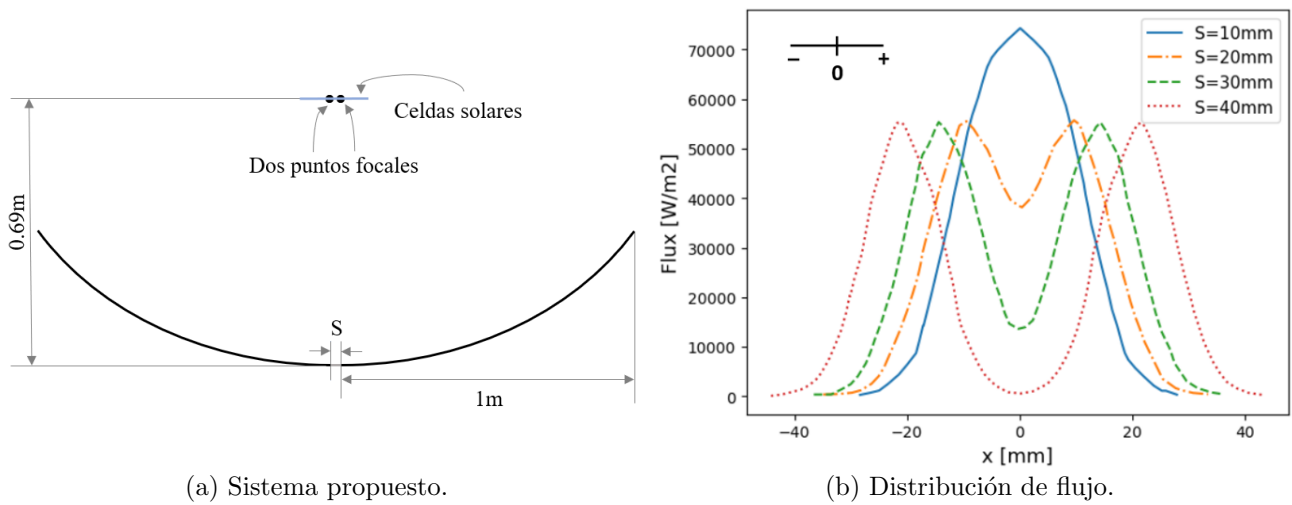 Celdas solares
Dos puntos focales
0.69m
S
1m
(a) Sistema propuesto.
Flux [W/m2]
70000
60000
50000
40000
30000
20000
10000
0
−40
−20
0
20
40
x [mm]
− 0 +
S=10mm
S=20mm
S=30mm
S=40mm
(b) Distribución de flujo.